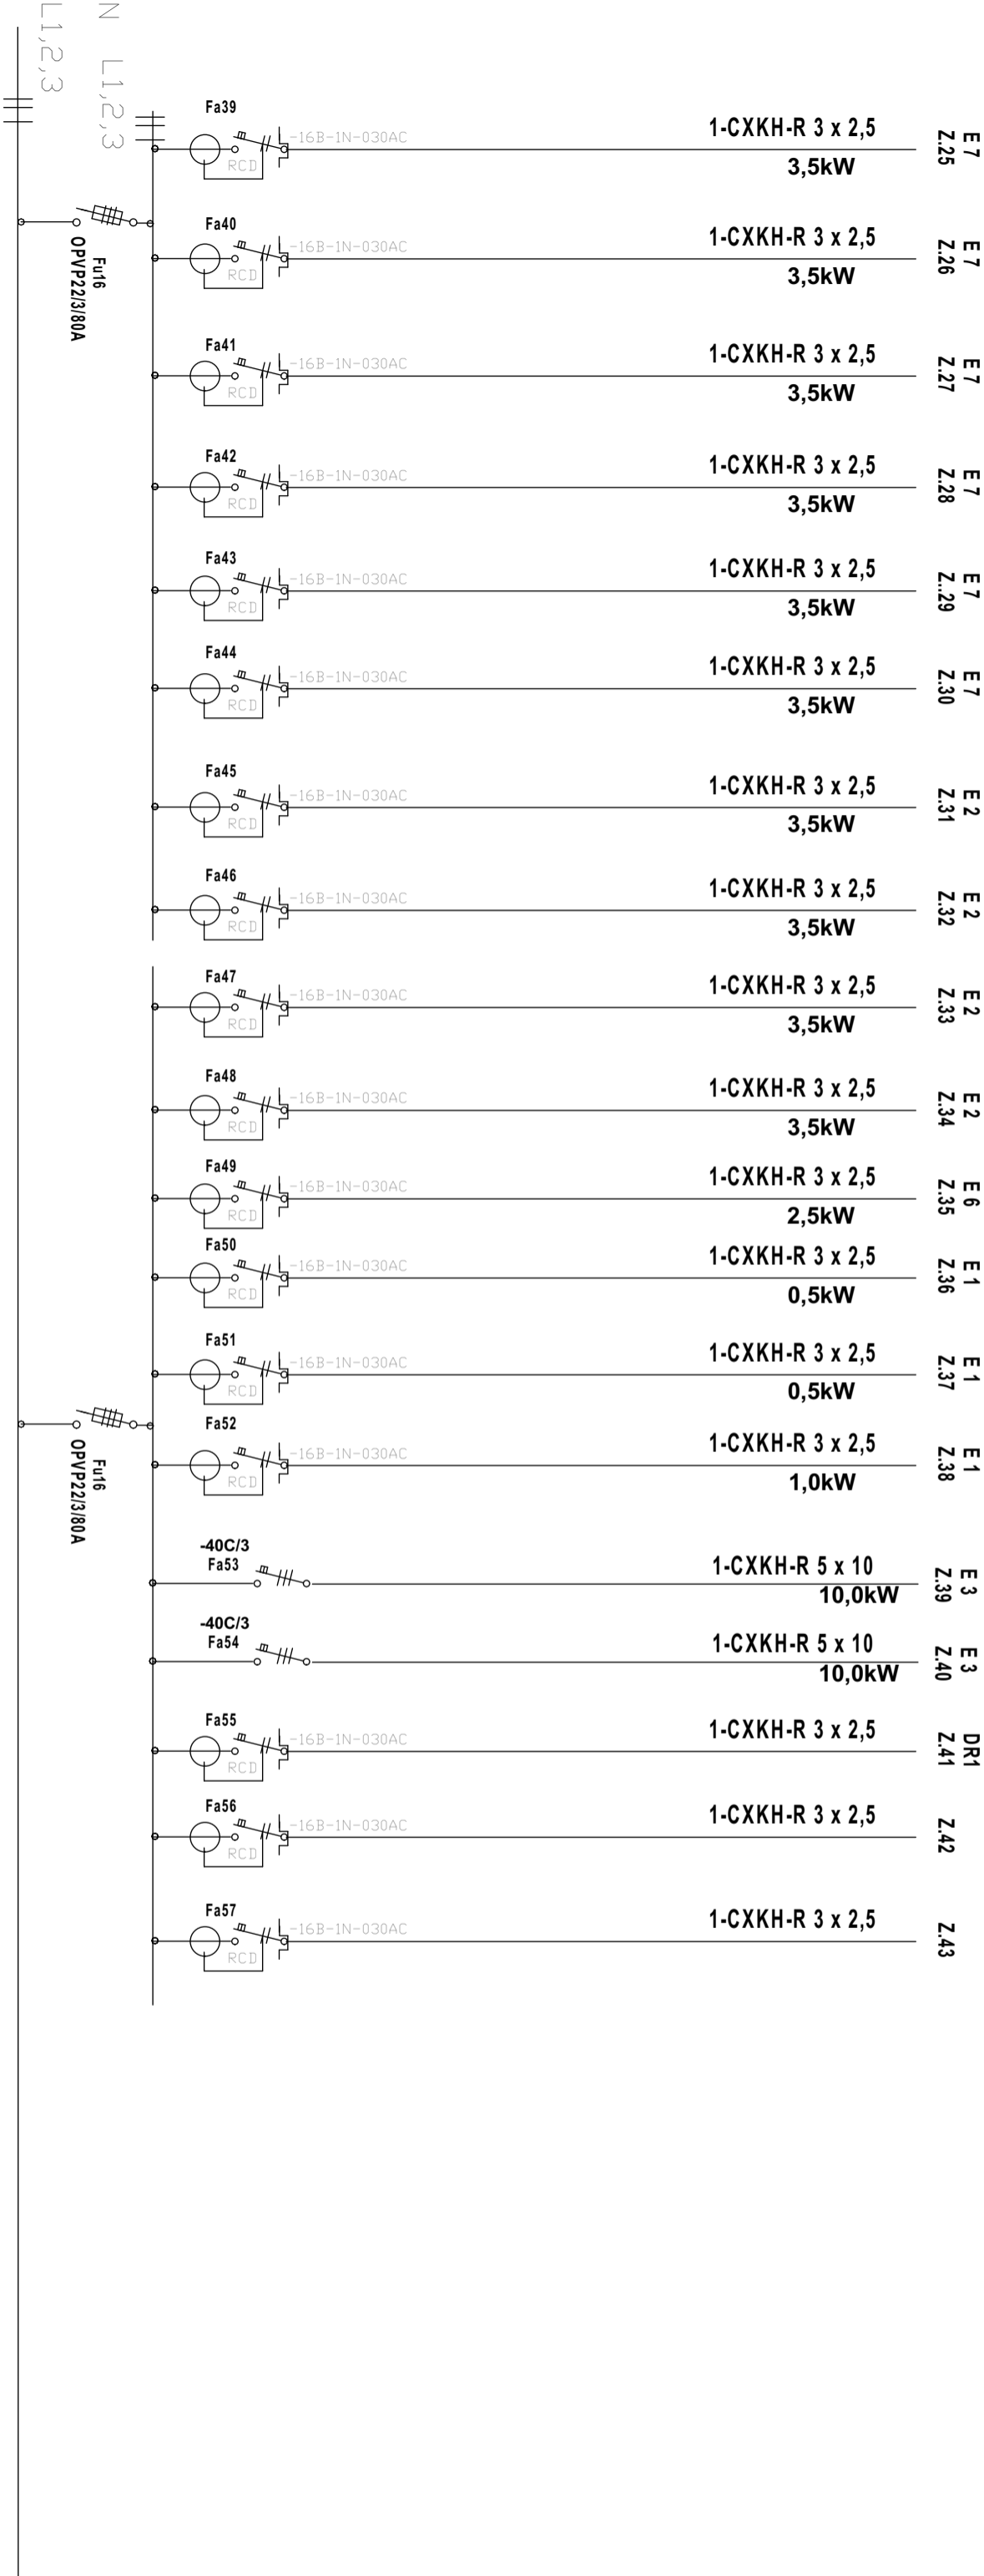 N L1,2,3
L1,2,3
Fa39
-16B-1N-030AC
RCD
1-CXKH-R 3 x 2,5
3,5kW
E 7
Z.25
Fu16
OPVP22/3/80A
Fa40
-16B-1N-030AC
RCD
1-CXKH-R 3 x 2,5
3,5kW
E 7
Z.26
Fa41
-16B-1N-030AC
RCD
1-CXKH-R 3 x 2,5
3,5kW
E 7
Z.27
Fa42
-16B-1N-030AC
RCD
1-CXKH-R 3 x 2,5
3,5kW
E 7
Z.28
Fa43
-16B-1N-030AC
RCD
1-CXKH-R 3 x 2,5
3,5kW
E 7
Z..29
Fa44
-16B-1N-030AC
RCD
1-CXKH-R 3 x 2,5
3,5kW
E 7
Z.30
Fa45
-16B-1N-030AC
RCD
1-CXKH-R 3 x 2,5
3,5kW
E 2
Z.31
Fa46
-16B-1N-030AC
RCD
1-CXKH-R 3 x 2,5
3,5kW
E 2
Z.32
Fa47
-16B-1N-030AC
RCD
1-CXKH-R 3 x 2,5
3,5kW
E 2
Z.33
Fa48
-16B-1N-030AC
RCD
1-CXKH-R 3 x 2,5
3,5kW
E 2
Z.34
Fa49
-16B-1N-030AC
RCD
1-CXKH-R 3 x 2,5
2,5kW
E 6
Z.35
Fa50
-16B-1N-030AC
RCD
1-CXKH-R 3 x 2,5
0,5kW
E 1
Z.36
Fa51
-16B-1N-030AC
RCD
1-CXKH-R 3 x 2,5
0,5kW
E 1
Z.37
Fu16
OPVP22/3/80A
Fa52
-16B-1N-030AC
RCD
1-CXKH-R 3 x 2,5
1,0kW
E 1
Z.38
-40C/3
Fa53
1-CXKH-R 5 x 10
10,0kW
E 3
Z.39
-40C/3
Fa54
1-CXKH-R 5 x 10
10,0kW
E 3
Z.40
Fa55
-16B-1N-030AC
RCD
1-CXKH-R 3 x 2,5
DR1
Z.41
Fa56
-16B-1N-030AC
RCD
1-CXKH-R 3 x 2,5
Z.42
Fa57
-16B-1N-030AC
RCD
1-CXKH-R 3 x 2,5
Z.43